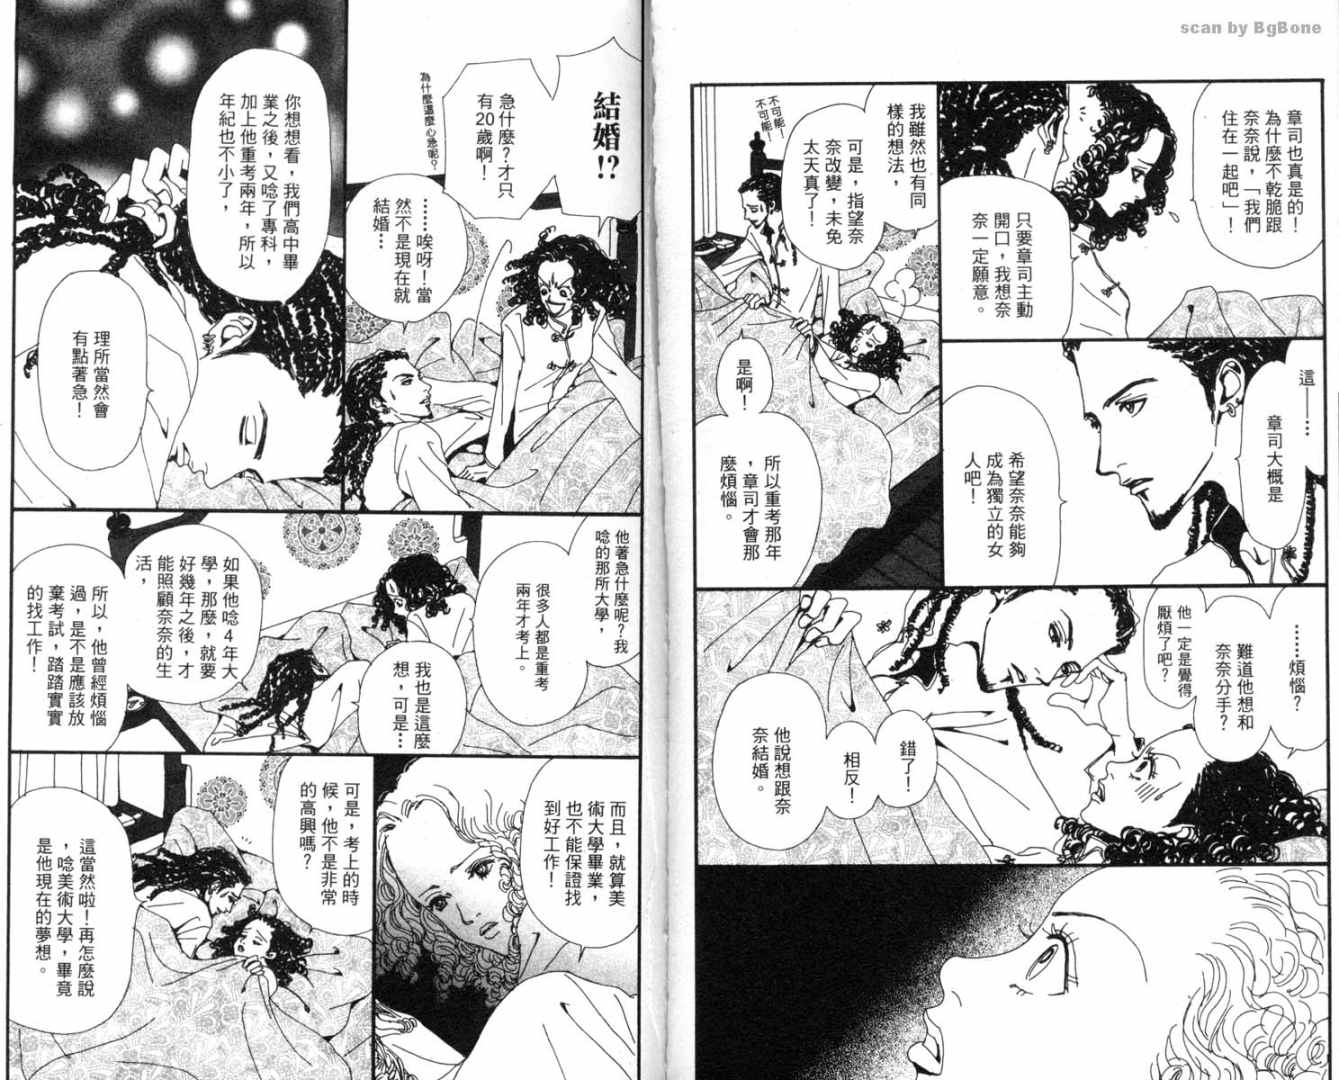 scan by BgBone
章司也真是的!
為什麼不乾脆跟
奈奈說,「我們
住在一起吧」!
只要章司主動
開口,我想奈
奈一定願意。
我雖然也有同
樣的想法,
可是,指望奈
奈改變,未免
太天真了!
不可能!
不可能!
這……
章司大概是
希望奈奈能夠
成為獨立的女
人吧!
是啊!
所以重考那年
,章司才會那
麼煩惱。
……煩惱?
難道他想和
奈奈分手?
他一定是覺得
厭煩了吧?
錯了!
相反!
他說想跟奈
奈結婚。
結婚!?
急什麼?才只
有20歲啊!
為什麼這麼心急呢?
……唉呀!當
然不是現在就
結婚…
你想想看,我們高中畢
業之後,又唸了專科,
加上他重考兩年,所以
年紀也不小了,
理所當然會
有點著急!
他著急什麼呢?我
唸的那所大學,
很多人都是重考
兩年才考上。
我也是這麼
想,可是…
如果他唸4年大
學,那麼,就要
好幾年之後,才
能照顧奈奈的生
活,
所以,他曾經煩惱
過,是不是應該放
棄考試,踏踏實實
的找工作!
而且,就算美
術大學畢業,
也不能保證找
到好工作!
可是,考上的時
候,他不是非常
的高興嗎?
這當然啦!再怎麼說
,唸美術大學,畢竟
是他現在的夢想。